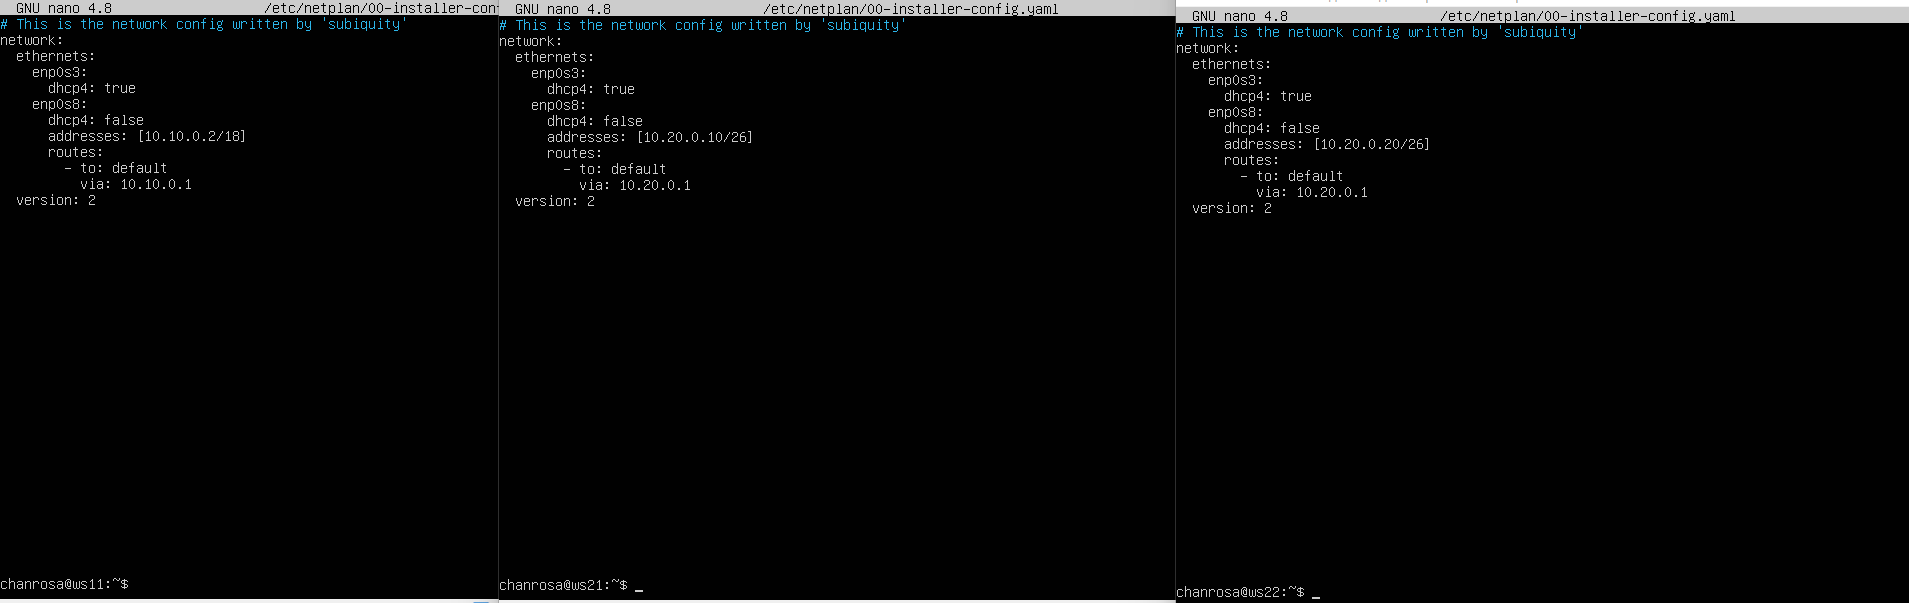 GNU nano 4.8 /etc/netplan/00-installer-con
# This is the network config written by 'subiquity'
network:
  ethernets:
    enp0s3:
      dhcp4: true
    enp0s8:
      dhcp4: false
      addresses: [10.10.0.2/18]
      routes:
        - to: default
          via: 10.10.0.1
  version: 2
chanrosa@ws11:~$
GNU nano 4.8 /etc/netplan/00-installer-config.yaml
# This is the network config written by 'subiquity'
network:
  ethernets:
    enp0s3:
      dhcp4: true
    enp0s8:
      dhcp4: false
      addresses: [10.20.0.10/26]
      routes:
        - to: default
          via: 10.20.0.1
  version: 2
chanrosa@ws21:~$ _
GNU nano 4.8 /etc/netplan/00-installer-config.yaml
# This is the network config written by 'subiquity'
network:
  ethernets:
    enp0s3:
      dhcp4: true
    enp0s8:
      dhcp4: false
      addresses: [10.20.0.20/26]
      routes:
        - to: default
          via: 10.20.0.1
  version: 2
chanrosa@ws22:~$ _